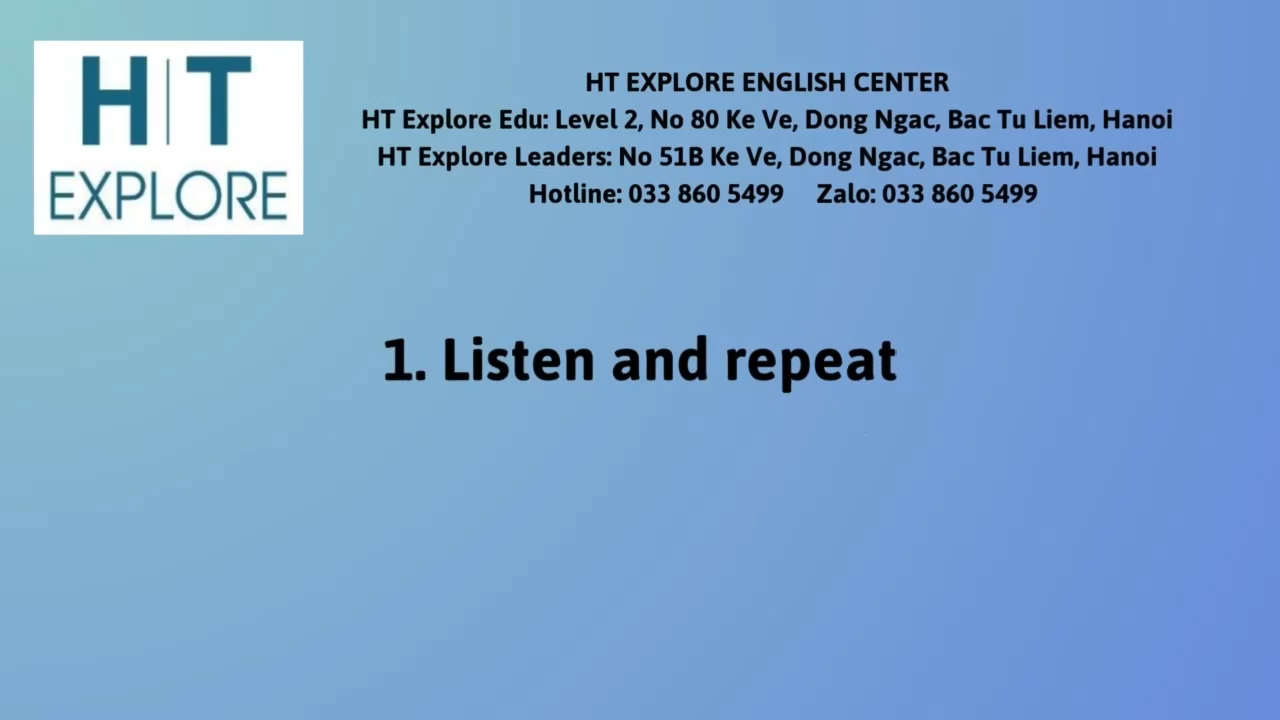 H|T
EXPLORE
HT EXPLORE ENGLISH CENTER
HT Explore Edu: Level 2, No 80 Ke Ve, Dong Ngac, Bac Tu Liem, Hanoi
HT Explore Leaders: No 51B Ke Ve, Dong Ngac, Bac Tu Liem, Hanoi
Hotline: 033 860 5499 Zalo: 033 860 5499
1. Listen and repeat